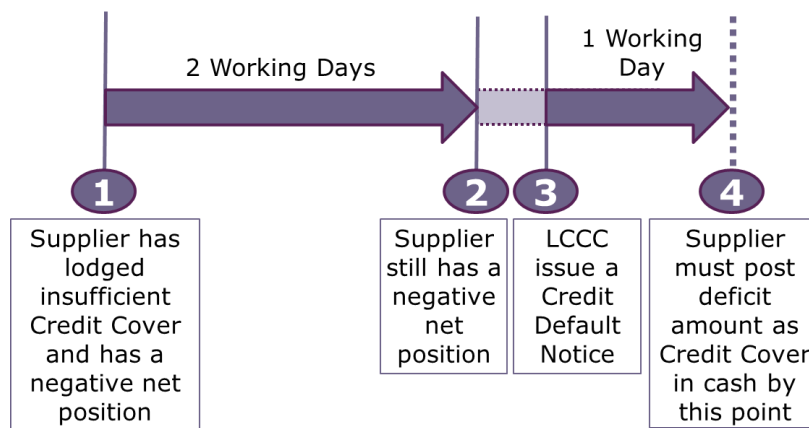 2 Working Days
1 Working
Day
1
2
3
4
Supplier has
lodged
insufficient
Credit Cover
and has a
negative net
position
Supplier
still has a
negative
net
position
LCCC
issue a
Credit
Default
Notice
Supplier
must post
deficit
amount as
Credit Cover
in cash by
this point